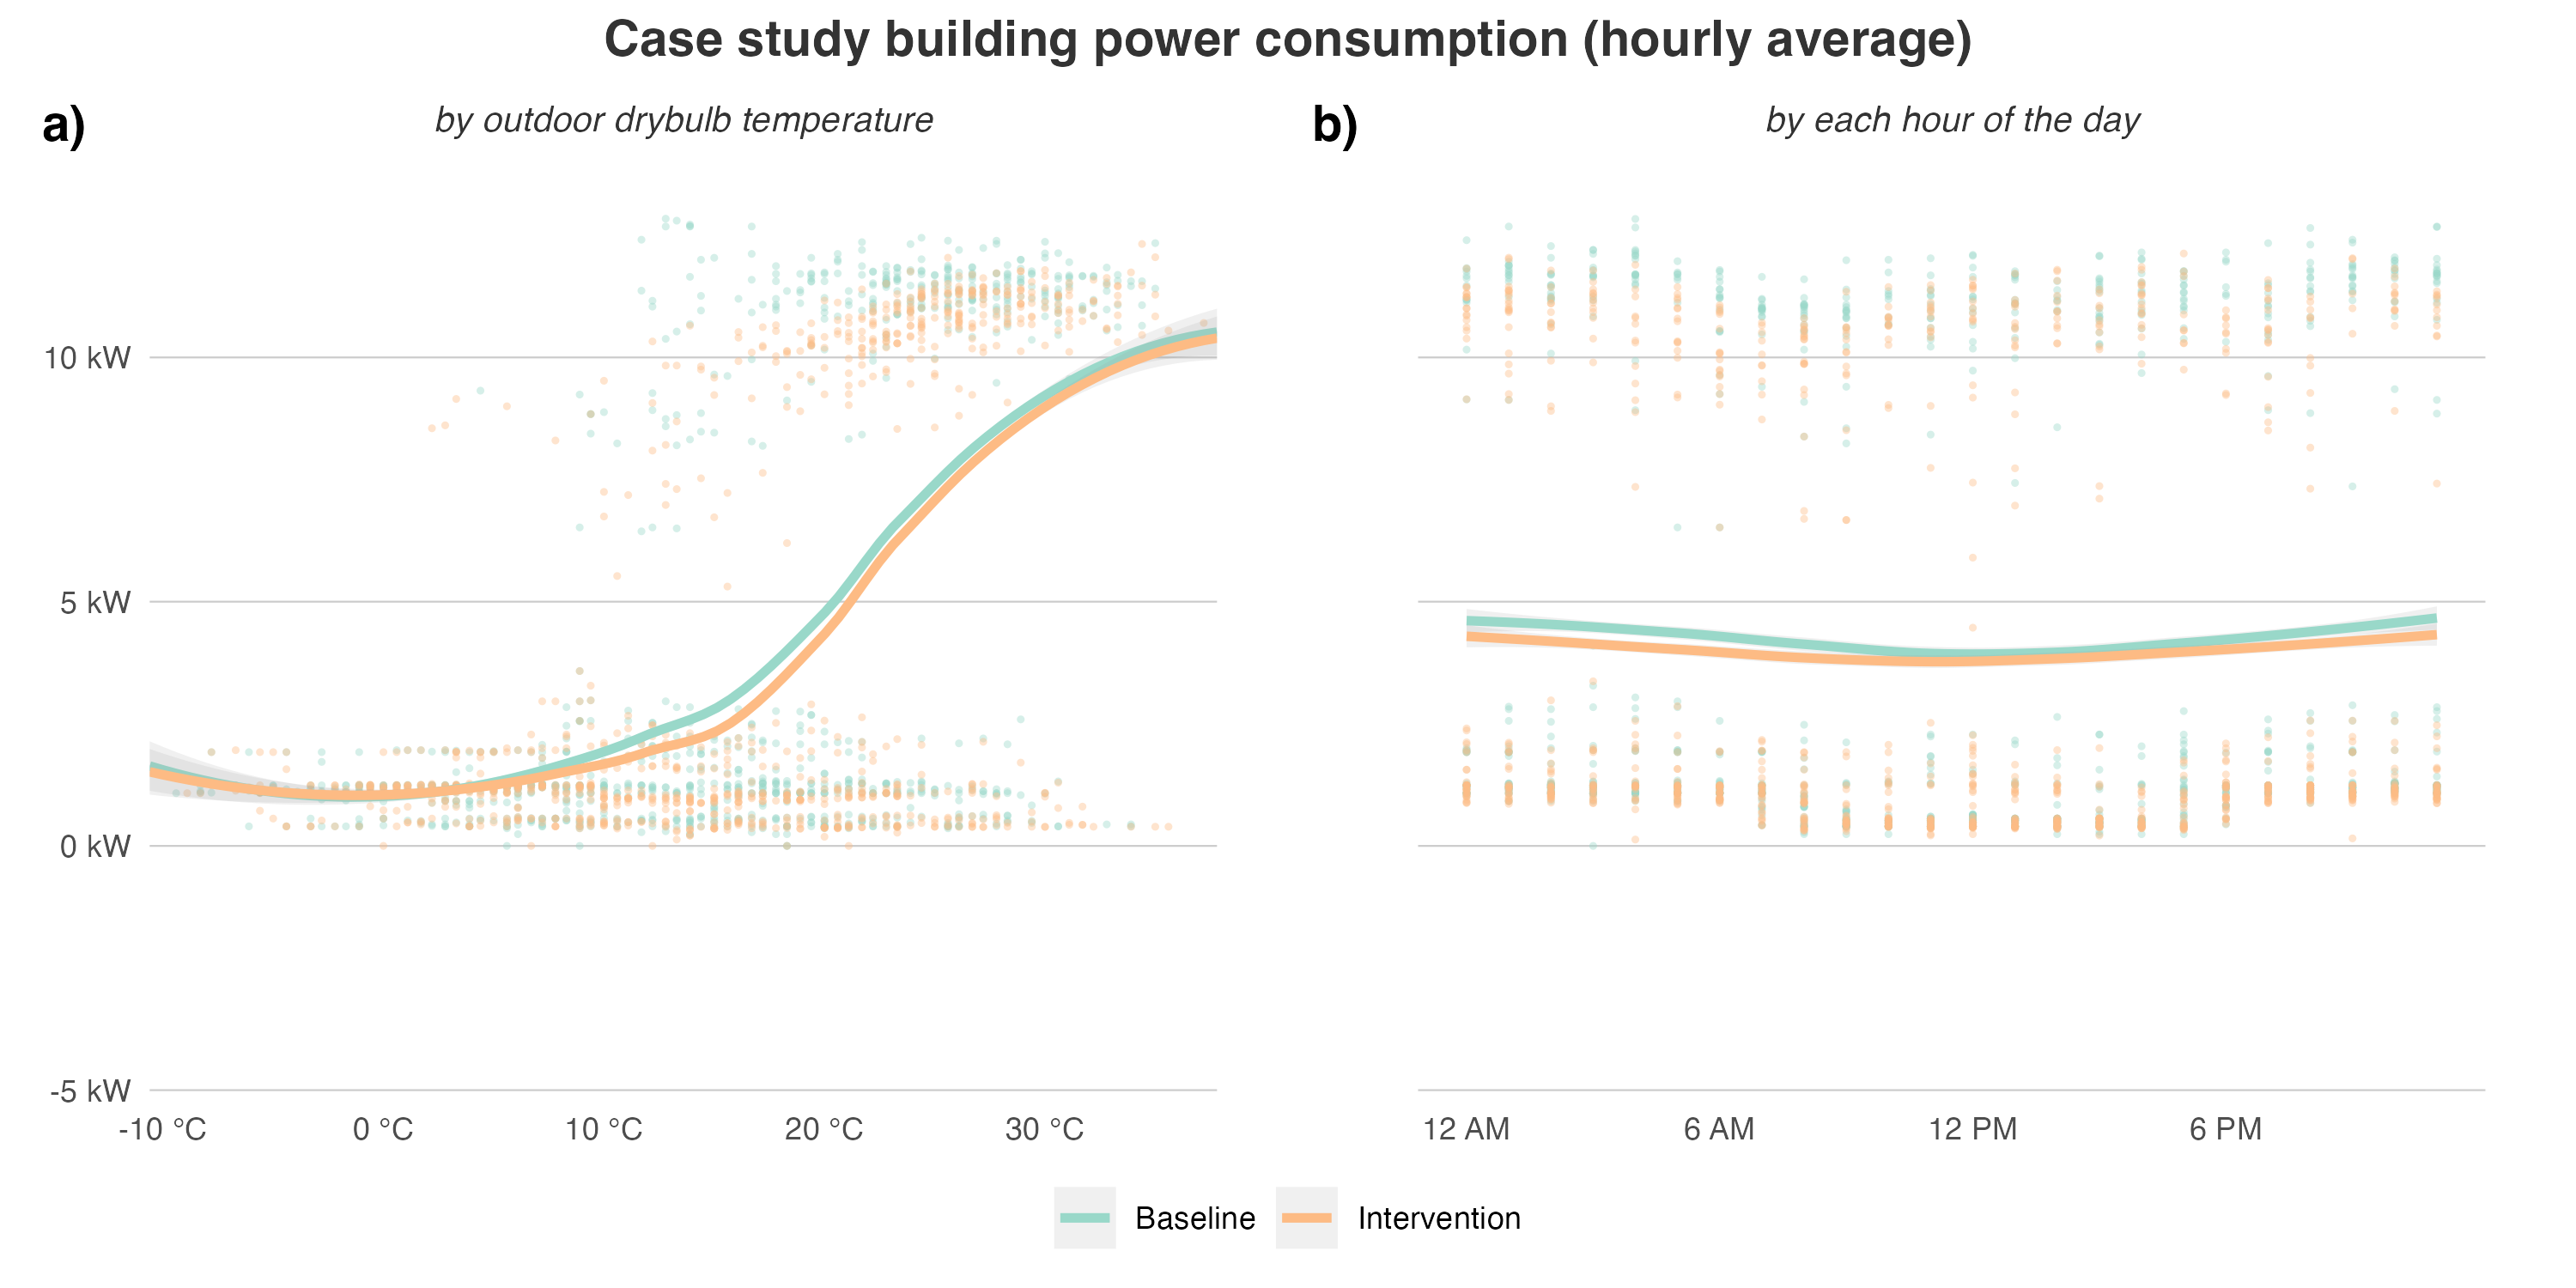 Case study building power consumption (hourly average)
a)
by outdoor drybulb temperature
10 kW
5 kW
0 kW
-5 kW
-10 °C
0 °C
10 °C
20 °C
30 °C
b)
by each hour of the day
12 AM
6 AM
12 PM
6 PM
Baseline
Intervention